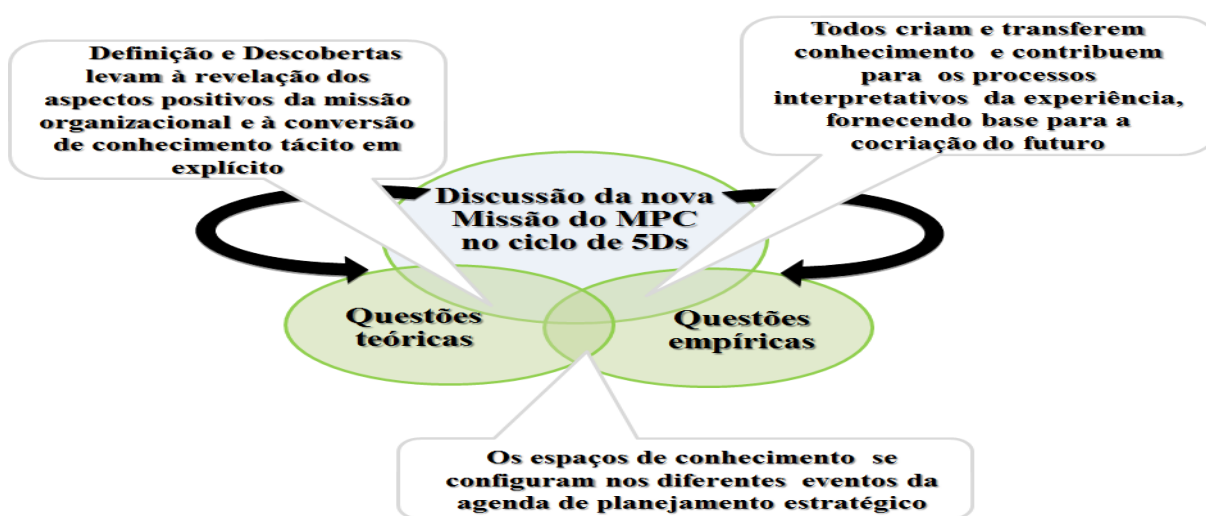 Definição e Descobertas
levam à revelação dos
aspectos positivos da missão
organizacional e à conversão
de conhecimento tácito em
explícito
Todos criam e transferem
conhecimento e contribuem
para os processos
interpretativos da experiência,
fornecendo base para a
cocriação do futuro
Discussão da nova
Missão do MPC
no ciclo de 5Ds
Questões
teóricas
Questões
empíricas
Os espaços de conhecimento se
configuram nos diferentes eventos da
agenda de planejamento estratégico